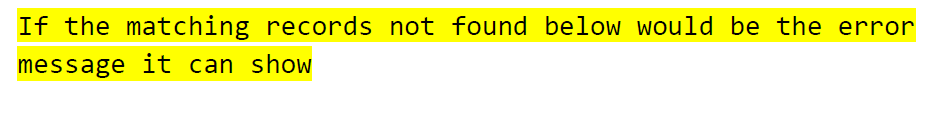 If the matching records not found below would be the error
message it can show